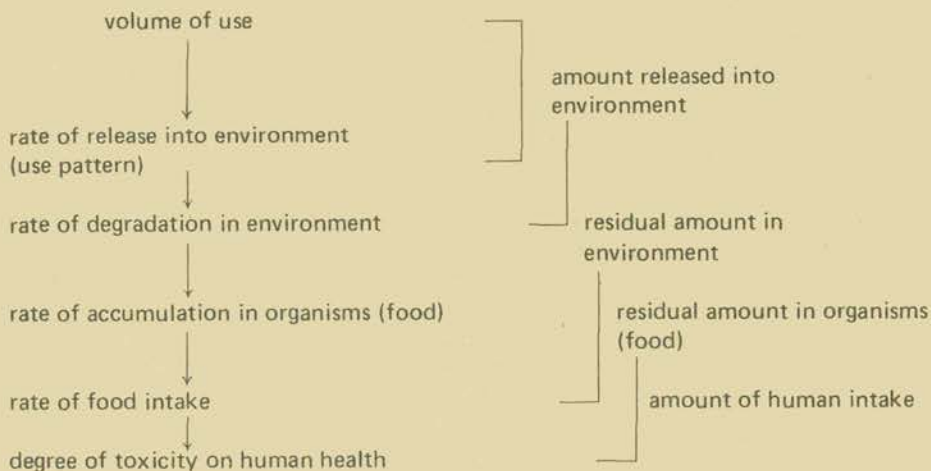 volume of use
amount released into
environment
rate of release into environment
(use pattern)
rate of degradation in environment
residual amount in
environment
rate of accumulation in organisms (food)
residual amount in organisms
(food)
rate of food intake
amount of human intake
degree of toxicity on human health